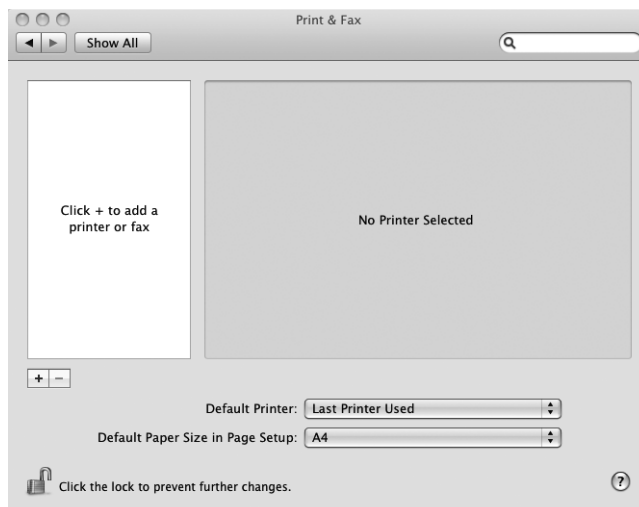 Print & Fax
Show All
Click + to add a
printer or fax
No Printer Selected
+ −
Default Printer: Last Printer Used
Default Paper Size in Page Setup: A4
Click the lock to prevent further changes.
?